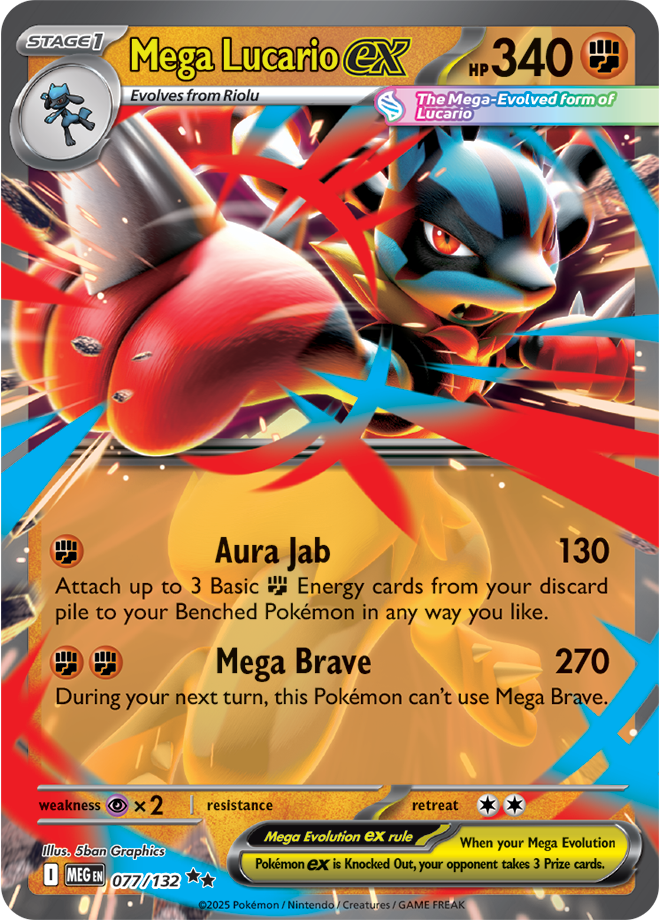 STAGE 1
Mega Lucario ex
HP 340
Evolves from Riolu
The Mega-Evolved form of
Lucario
Aura Jab 130
Attach up to 3 Basic Energy cards from your discard
pile to your Benched Pokémon in any way you like.
Mega Brave 270
During your next turn, this Pokémon can't use Mega Brave.
weakness ×2 resistance retreat
Illus. 5ban Graphics
Mega Evolution ex rule
When your Mega Evolution
Pokémon ex is Knocked Out, your opponent takes 3 Prize cards.
I MEG EN 077/132
©2025 Pokémon / Nintendo / Creatures / GAME FREAK